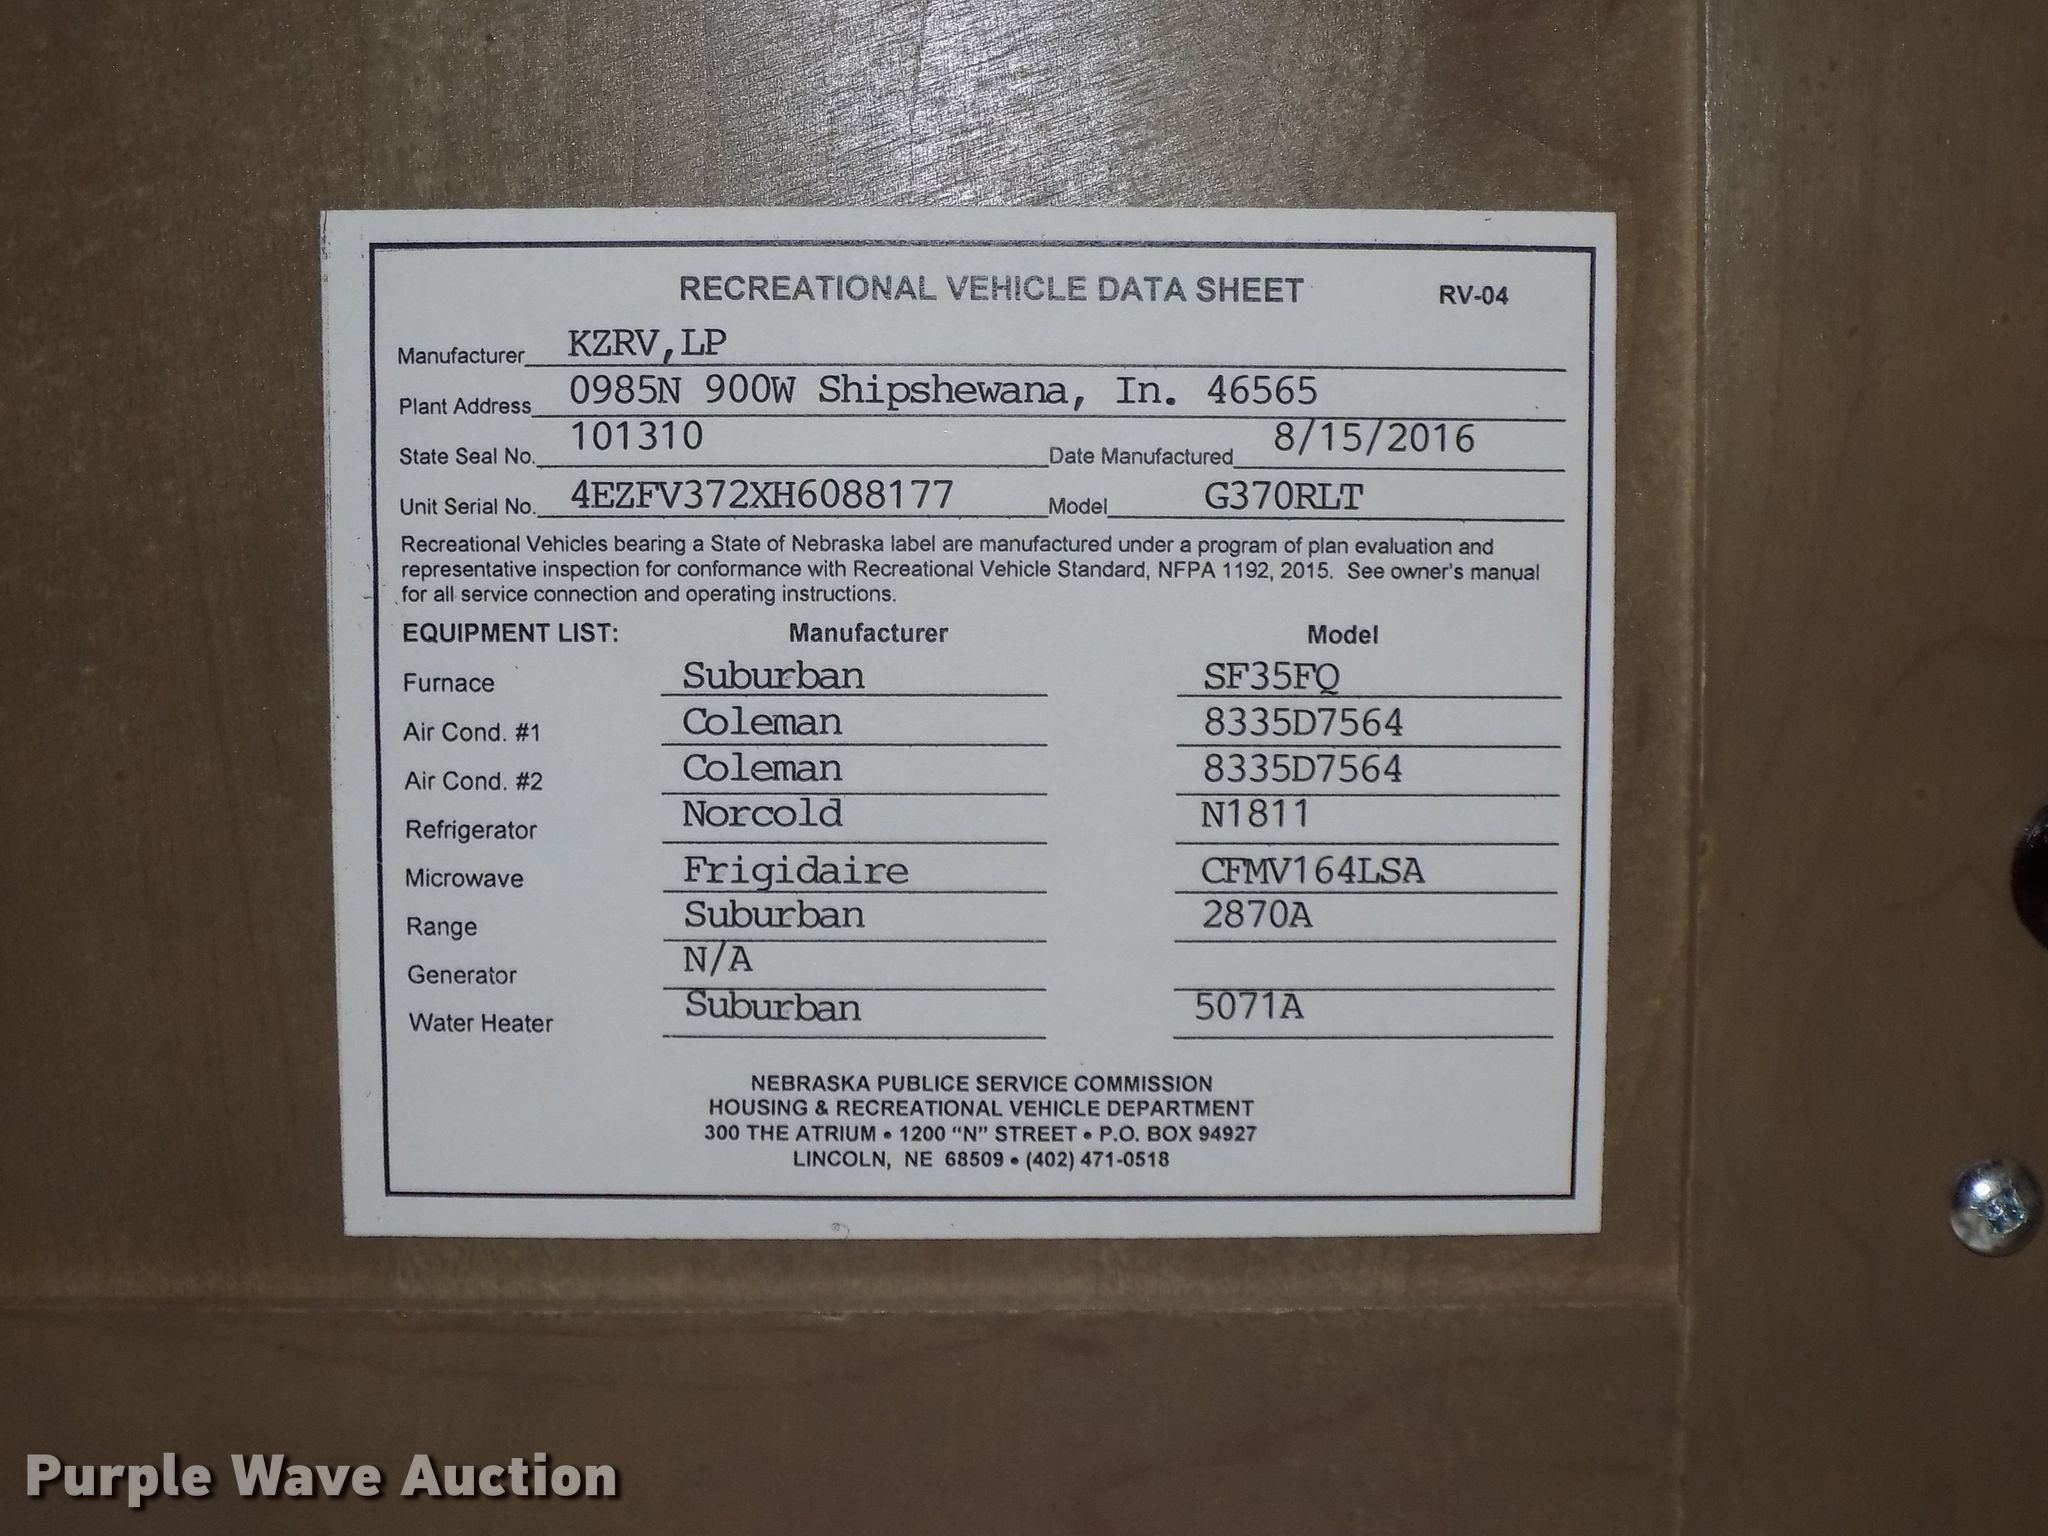 RECREATIONAL VEHICLE DATA SHEET RV-04
Manufacturer KZRV,LP
Plant Address 0985N 900W Shipshewana, In. 46565
State Seal No. 101310 Date Manufactured 8/15/2016
Unit Serial No. 4EZFV372XH6088177 Model G370RLT
Recreational Vehicles bearing a State of Nebraska label are manufactured under a program of plan evaluation and
representative inspection for conformance with Recreational Vehicle Standard, NFPA 1192, 2015. See owner's manual
for all service connection and operating instructions.
EQUIPMENT LIST: Manufacturer Model
Furnace Suburban SF35FQ
Air Cond. #1 Coleman 8335D7564
Air Cond. #2 Coleman 8335D7564
Refrigerator Norcold N1811
Microwave Frigidaire CFMV164LSA
Range Suburban 2870A
Generator N/A
Water Heater Suburban 5071A
NEBRASKA PUBLICE SERVICE COMMISSION
HOUSING & RECREATIONAL VEHICLE DEPARTMENT
300 THE ATRIUM • 1200 "N" STREET • P.O. BOX 94927
LINCOLN, NE 68509 • (402) 471-0518
Purple Wave Auction